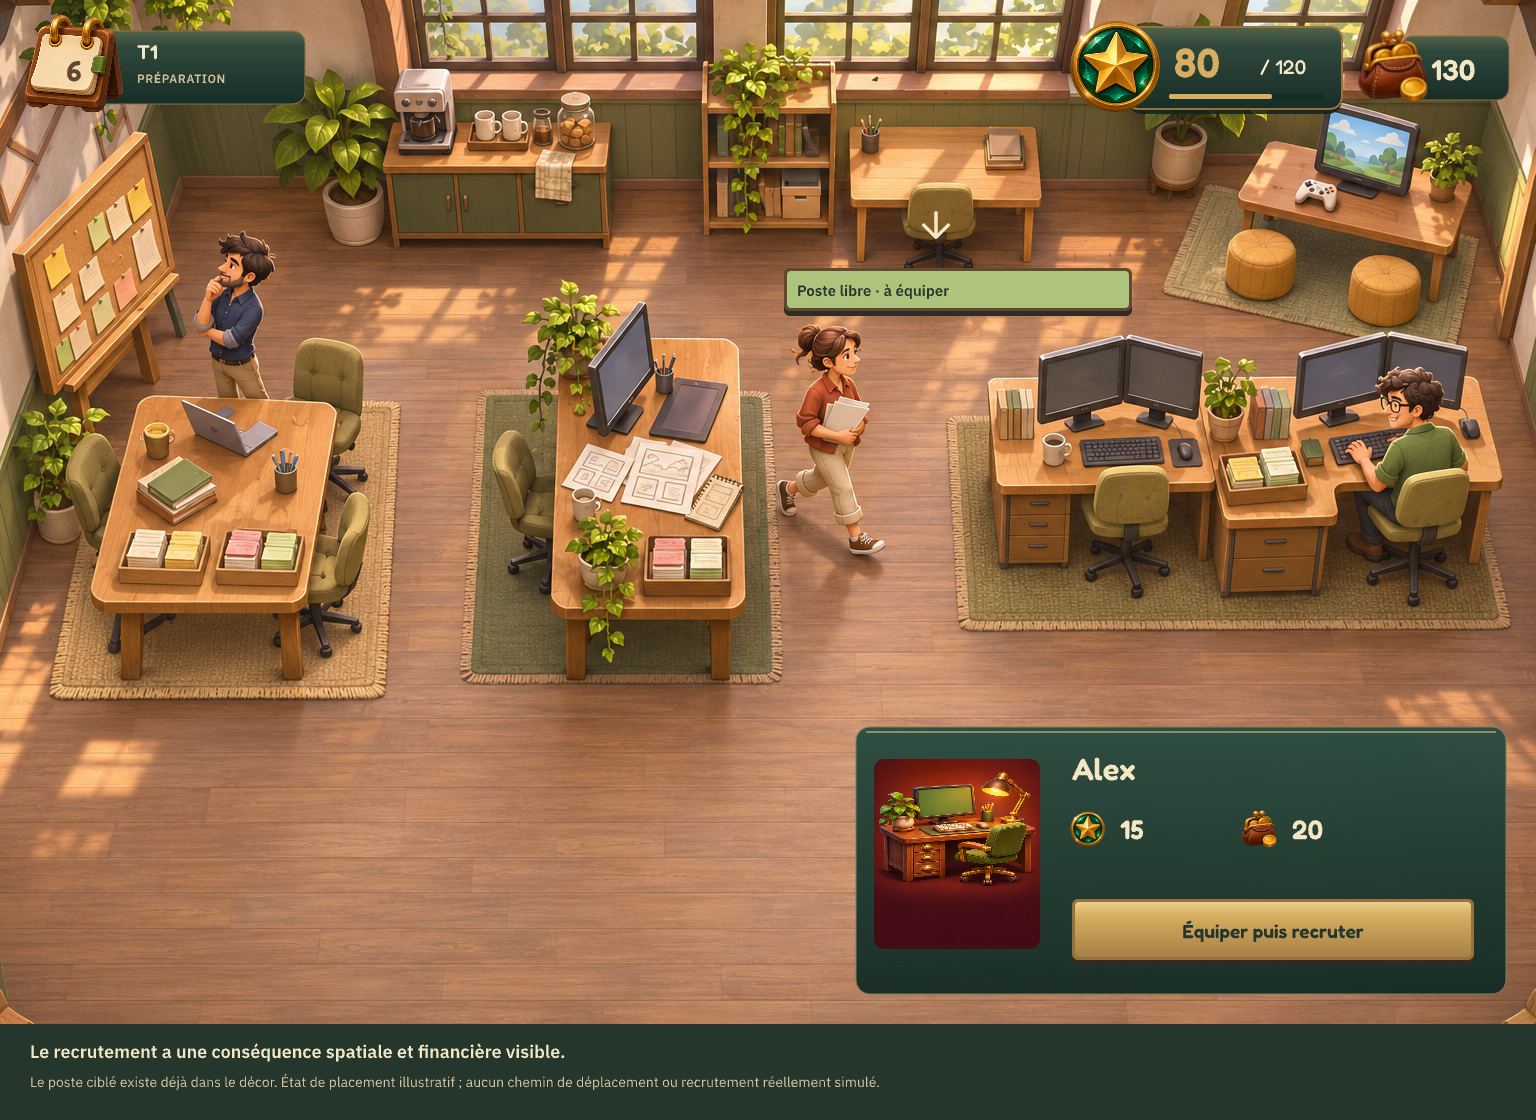 6
T1
PRÉPARATION
80 / 120
130
Poste libre · à équiper
Alex
15
20
Équiper puis recruter
Le recrutement a une conséquence spatiale et financière visible.
Le poste ciblé existe déjà dans le décor. État de placement illustratif ; aucun chemin de déplacement ou recrutement réellement simulé.